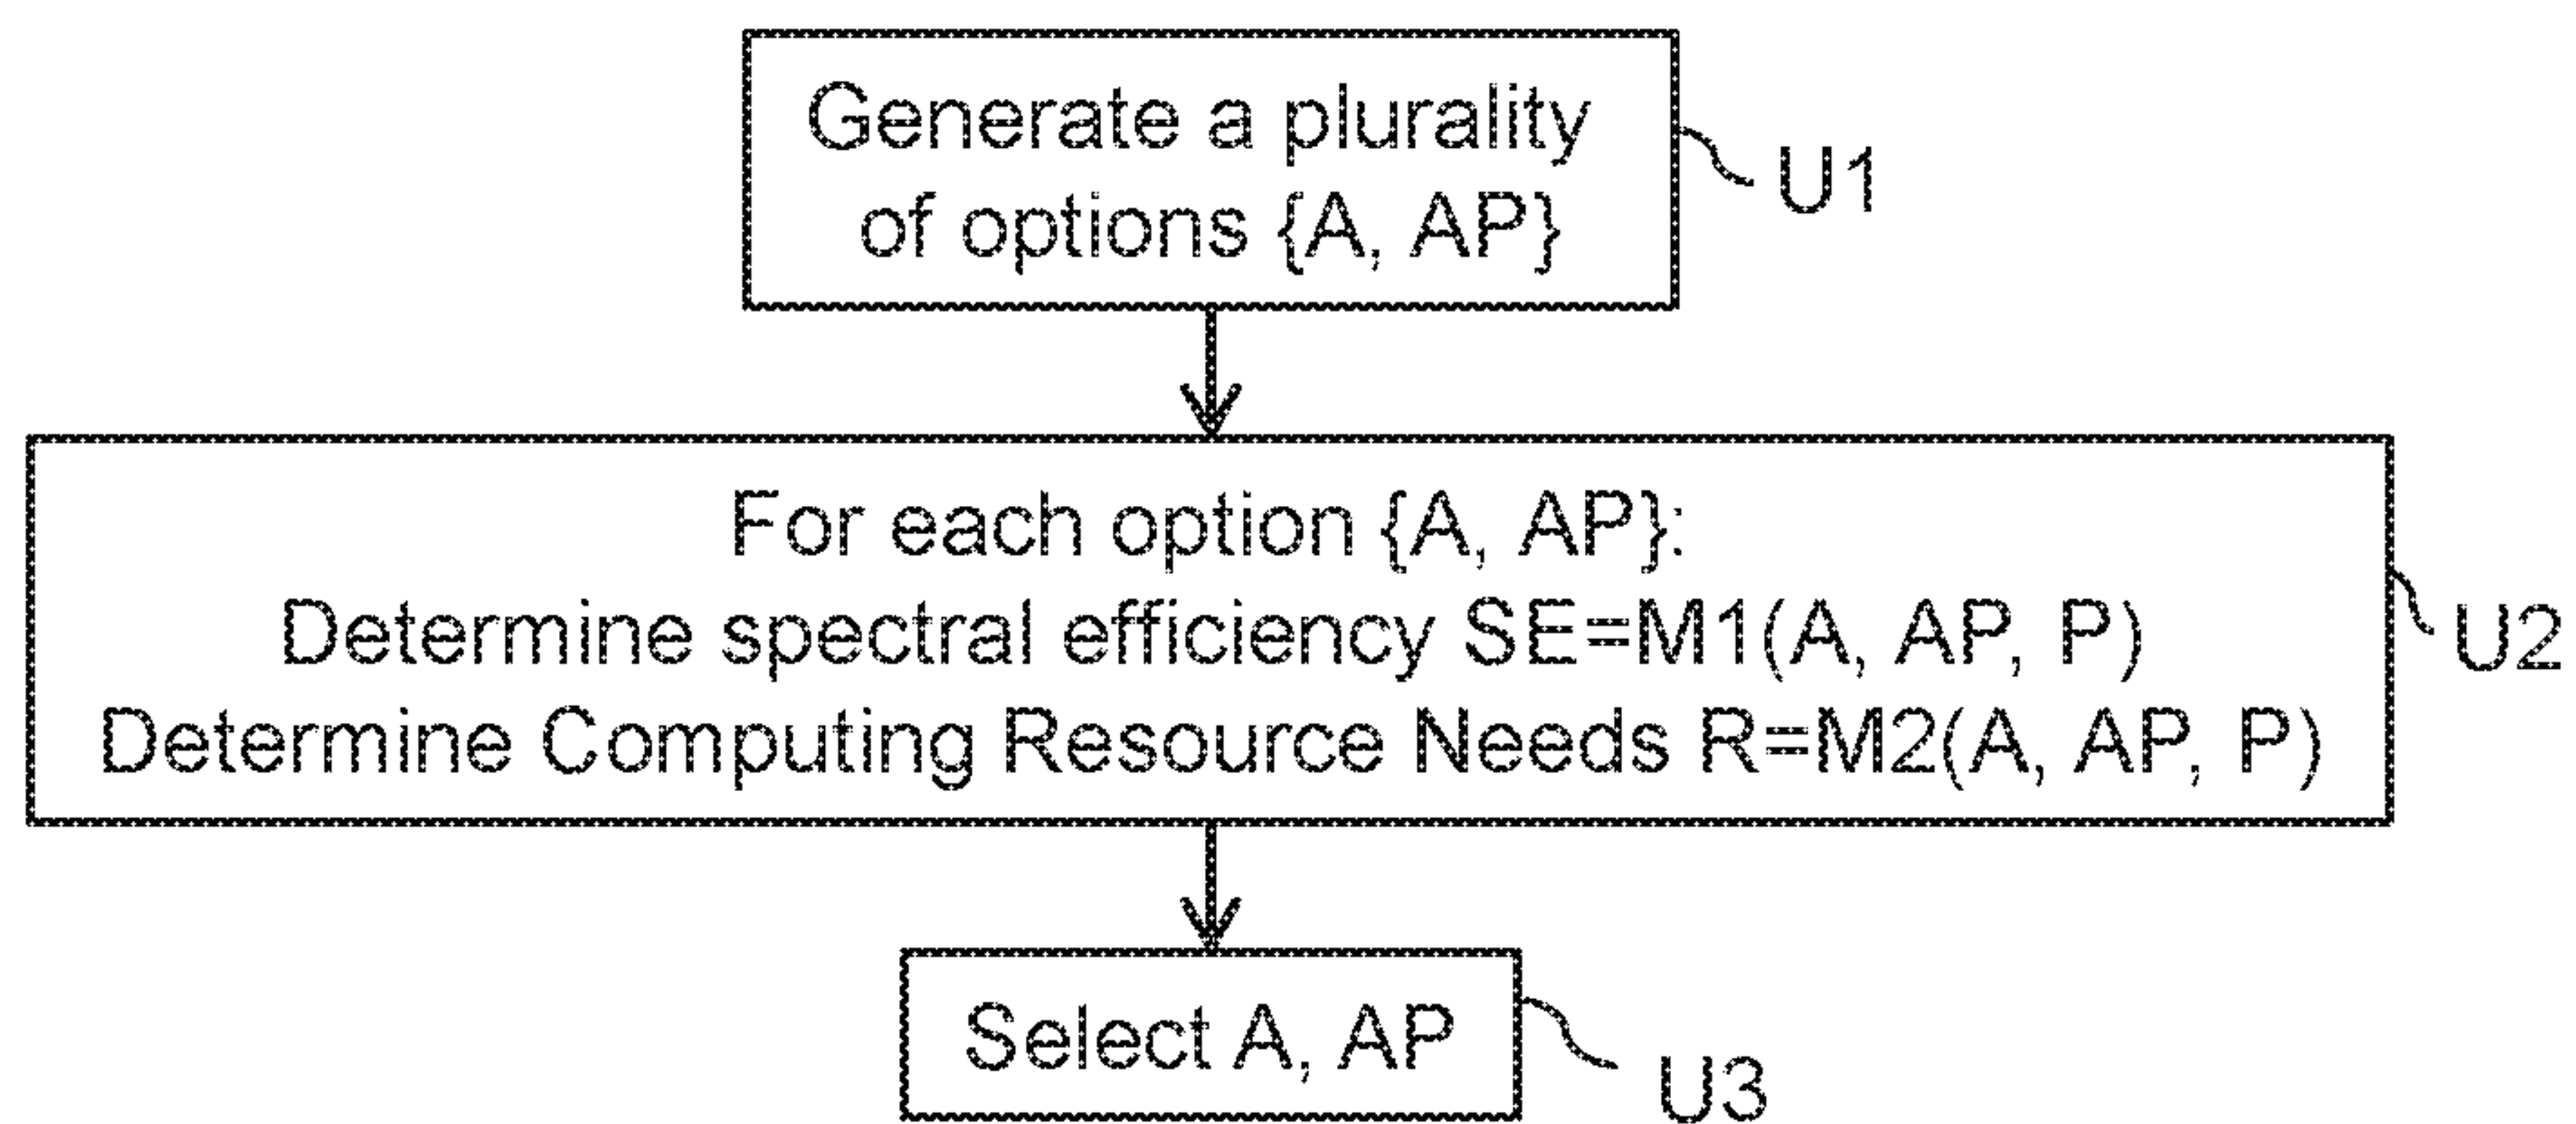 Generate a plurality
of options {A, AP}
U1
For each option {A, AP}:
Determine spectral efficiency SE=M1(A, AP, P)
Determine Computing Resource Needs R=M2(A, AP, P)
U2
Select A, AP
U3